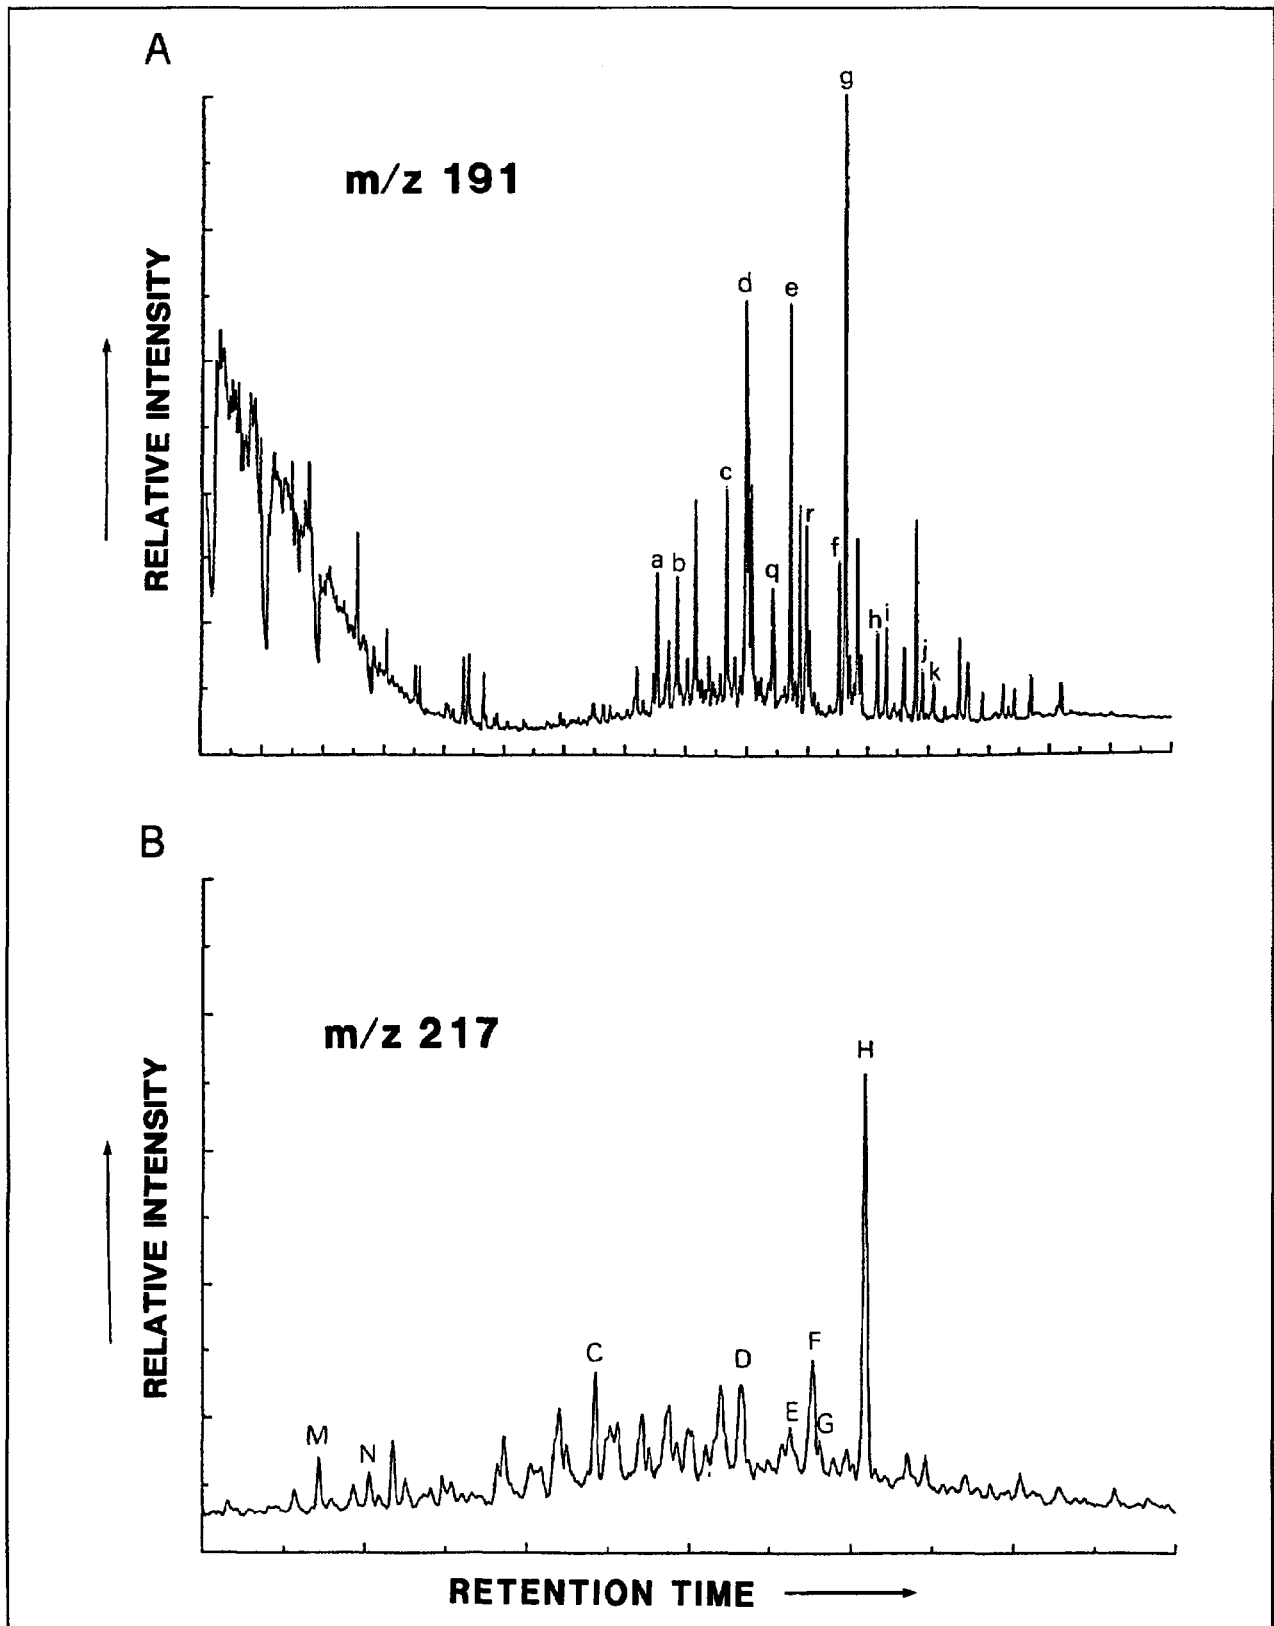 A
m/z 191
RELATIVE INTENSITY
a
b
c
d
q
e
r
f
g
h
i
j
k
B
m/z 217
RELATIVE INTENSITY
M
N
C
D
E
F
G
H
RETENTION TIME